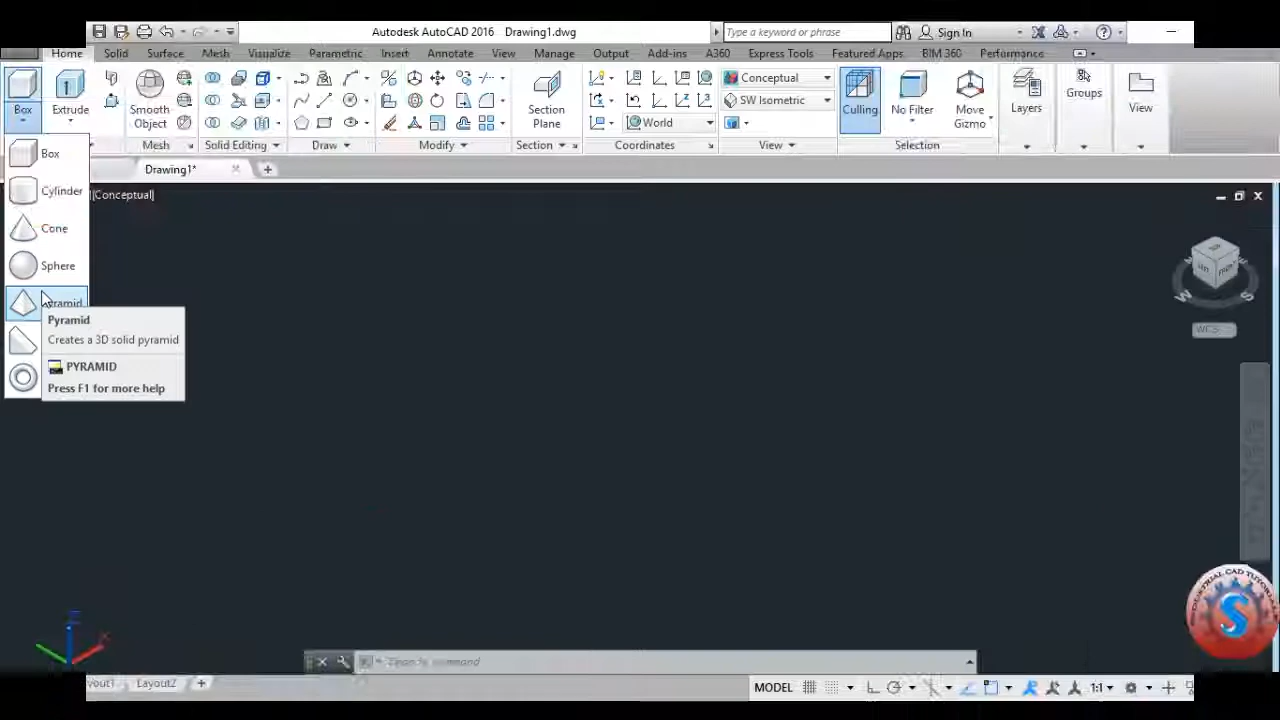 Autodesk AutoCAD 2016 Drawing1.dwg
Type a keyword or phrase
Sign In
Home Solid Surface Mesh Visualize Parametric Insert Annotate View Manage Output Add-ins A360 Express Tools Featured Apps BIM 360 Performance
Box
Extrude
Smooth Object
Section Plane
World
Conceptual
SW Isometric
Culling
No Filter
Move Gizmo
Layers
Groups
View
Mesh
Solid Editing
Draw
Modify
Section
Coordinates
View
Selection
Drawing1*
|[Conceptual]
Box
Cylinder
Cone
Sphere
Pyramid
Creates a 3D solid pyramid
PYRAMID
Press F1 for more help
W
S
Type a command
Layout2
MODEL
1:1
INDUSTRIAL CAD TUTORIAL
S